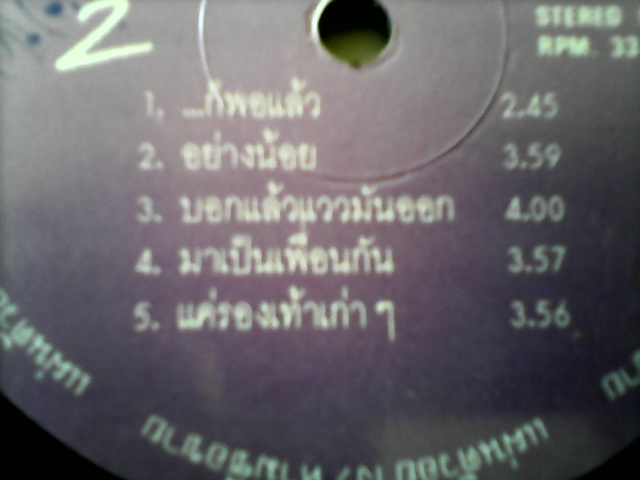 2
STEREO
RPM. 33
1. ...ก็พอแล้ว 2.45
2. อย่างน้อย 3.59
3. บอกแล้วแววมันออก 4.00
4. มาเป็นเพื่อนกัน 3.57
5. แค่รองเท้าเก่า ๆ 3.56